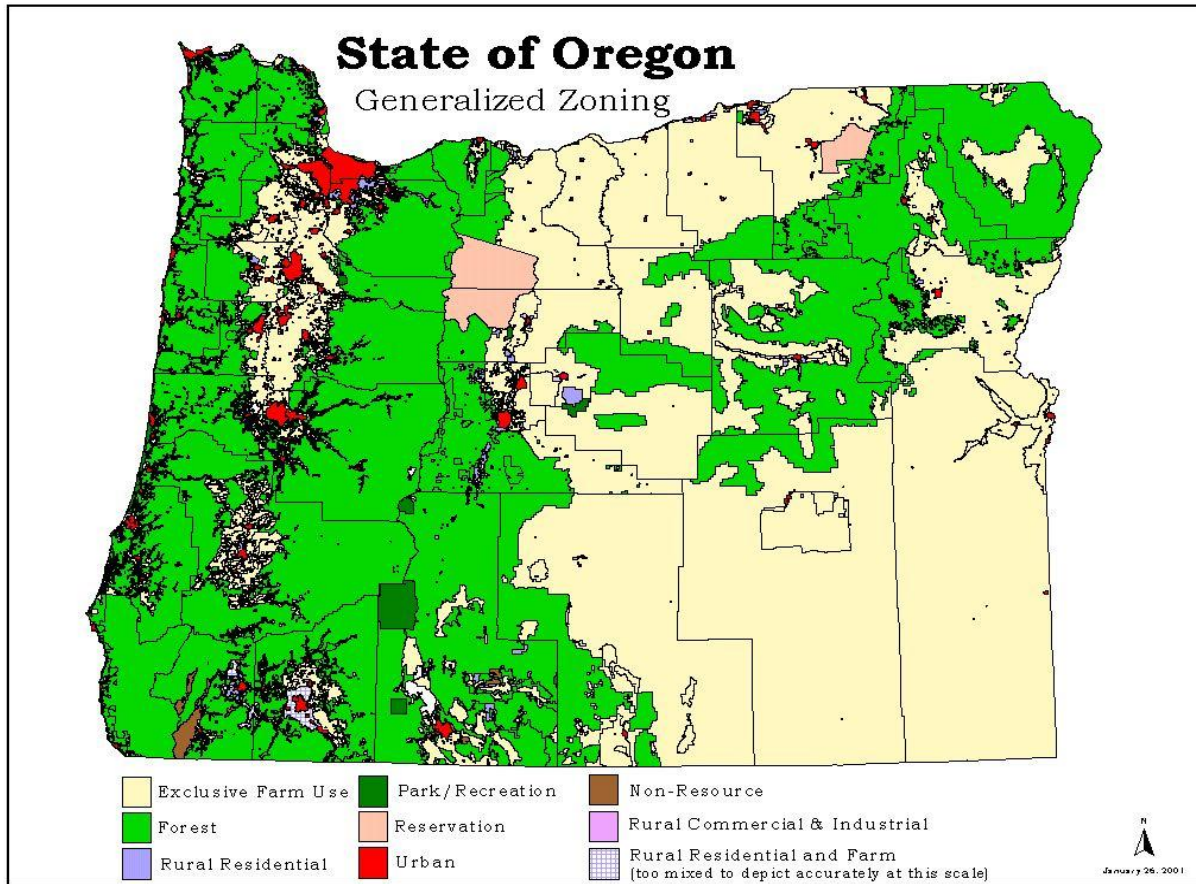 State of Oregon
Generalized Zoning
Exclusive Farm Use
Forest
Rural Residential
Park/Recreation
Reservation
Urban
Non-Resource
Rural Commercial & Industrial
Rural Residential and Farm
(too mixed to depict accurately at this scale)
N
January 26, 2001